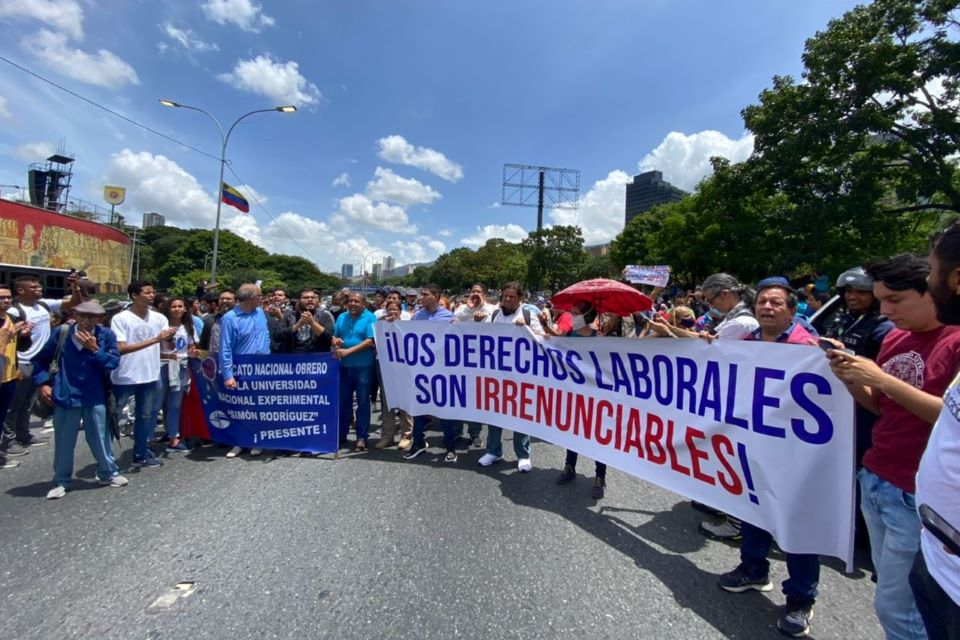 CATO NACIONAL OBRERO
LA UNIVERSIDAD
NACIONAL EXPERIMENTAL
"SIMÓN RODRÍGUEZ"
¡ PRESENTE !
¡LOS DERECHOS LABORALES
SON IRRENUNCIABLES!